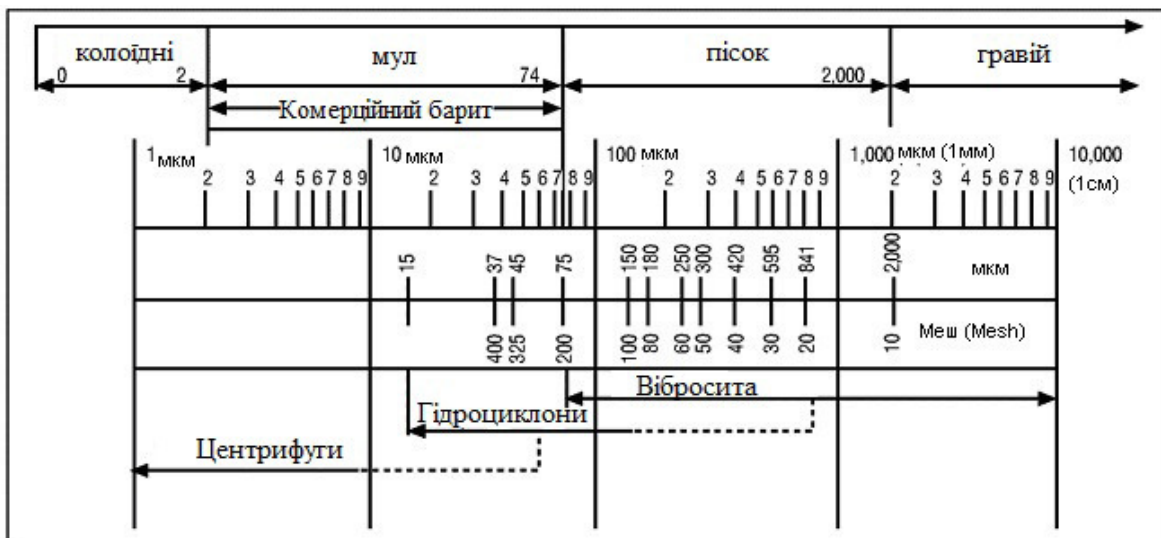 колоїдні мул пісок гравій
0 2 74 2,000
Комерційний барит
1 мкм 10 мкм 100 мкм 1,000 мкм (1мм) 10,000
(1см)
2 3 4 5 6 7 8 9 2 3 4 5 6 7 8 9 2 3 4 5 6 7 8 9 2 3 4 5 6 7 8 9
15 37 45 75 150 180 250 300 420 595 841 2,000 мкм
400 325 200 100 80 60 50 40 30 20 10 Меш (Mesh)
Вібросита
Гідроциклони
Центрифуги